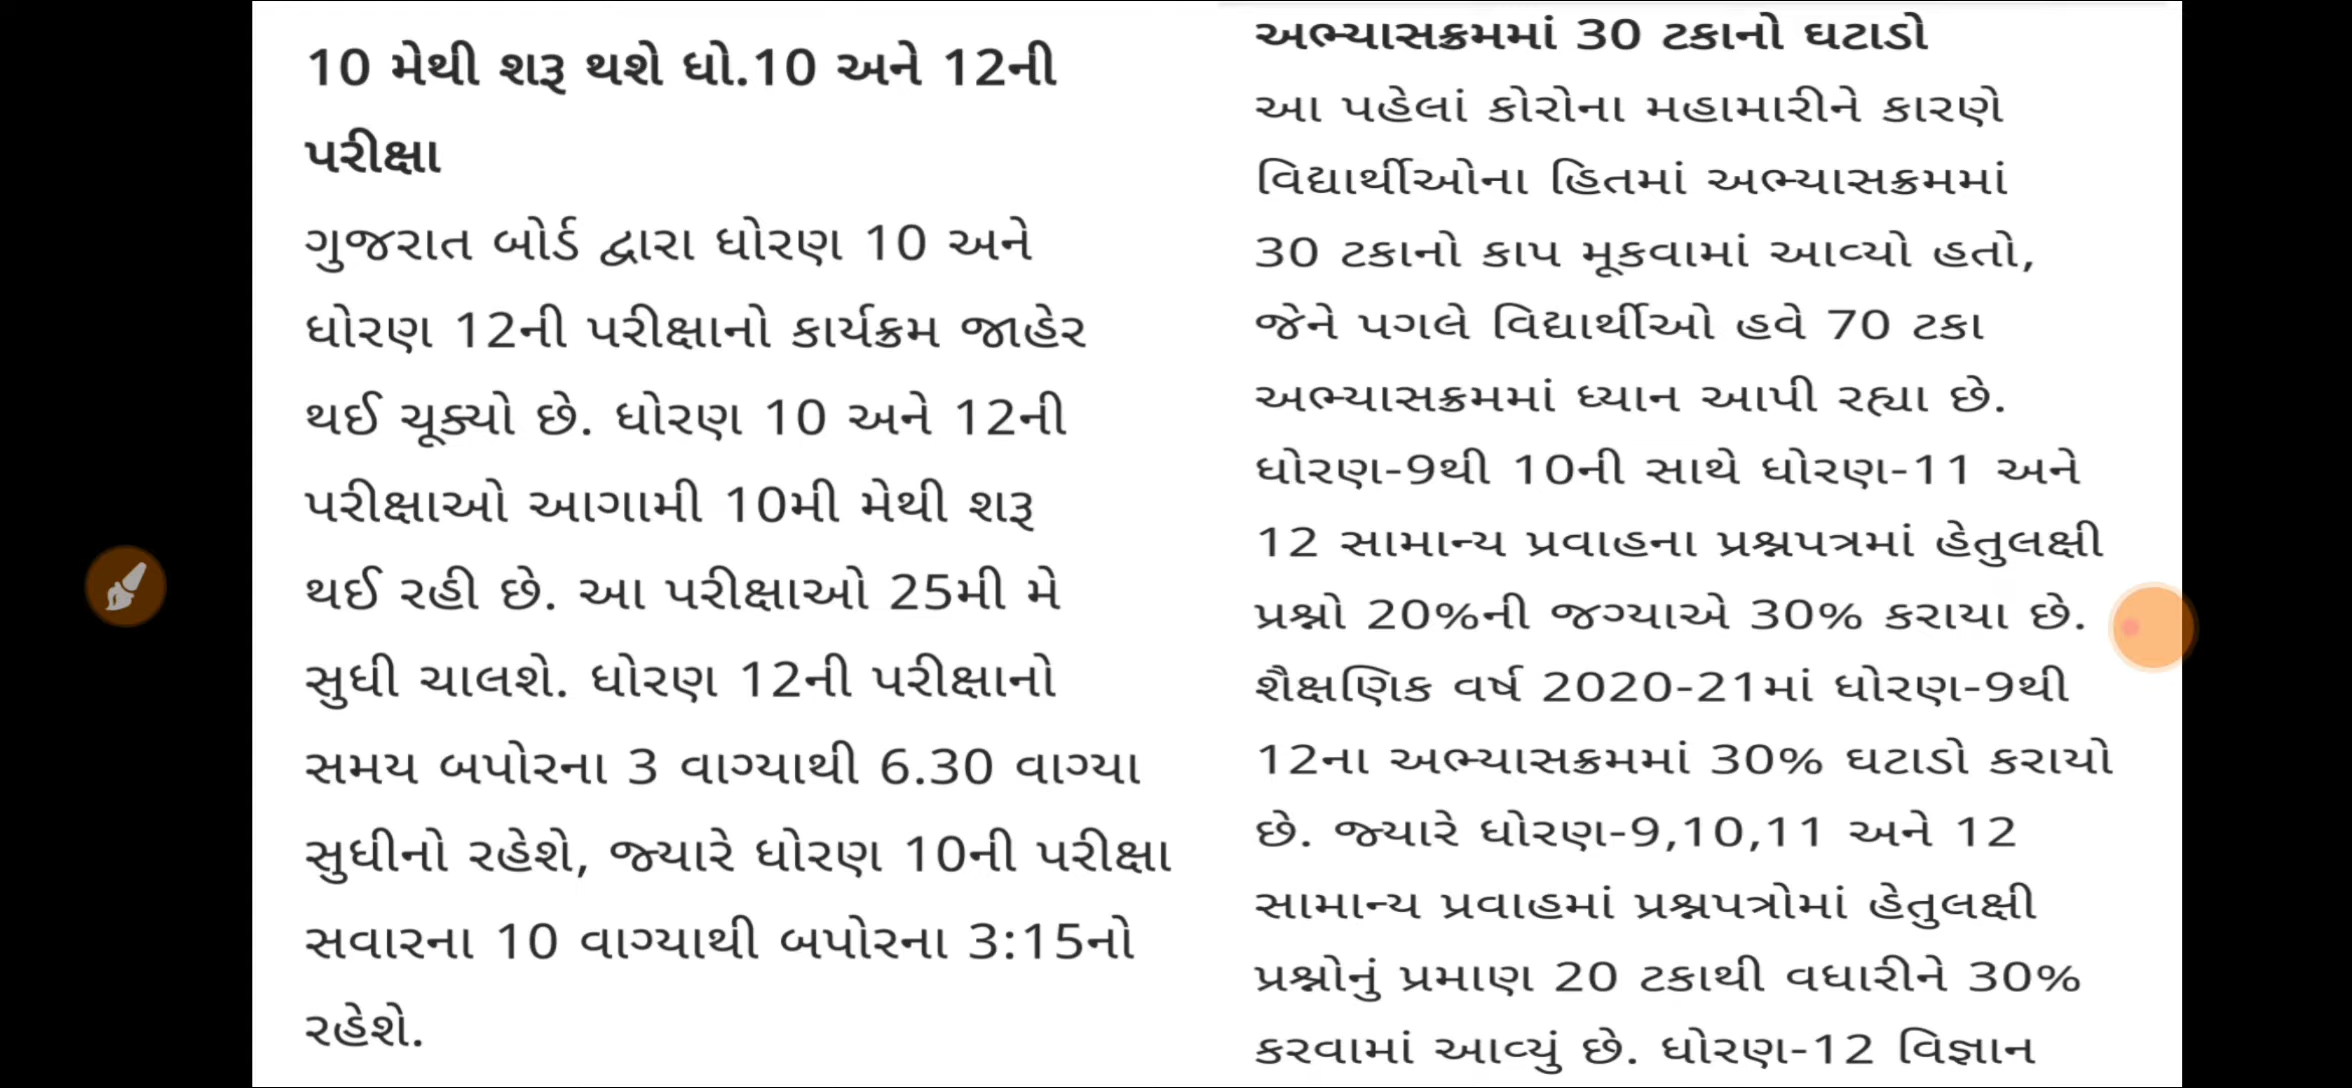 10 મેથી શરૂ થશે ધો.10 અને 12ની
પરીક્ષા
ગુજરાત બોર્ડ દ્વારા ધોરણ 10 અને
ધોરણ 12ની પરીક્ષાનો કાર્યક્રમ જાહેર
થઈ ચૂક્યો છે. ધોરણ 10 અને 12ની
પરીક્ષાઓ આગામી 10મી મેથી શરૂ
થઈ રહી છે. આ પરીક્ષાઓ 25મી મે
સુધી ચાલશે. ધોરણ 12ની પરીક્ષાનો
સમય બપોરના 3 વાગ્યાથી 6.30 વાગ્યા
સુધીનો રહેશે, જ્યારે ધોરણ 10ની પરીક્ષા
સવારના 10 વાગ્યાથી બપોરના 3:15નો
રહેશે.
અભ્યાસક્રમમાં 30 ટકાનો ઘટાડો
આ પહેલાં કોરોના મહામારીને કારણે
વિદ્યાર્થીઓના હિતમાં અભ્યાસક્રમમાં
30 ટકાનો કાપ મૂકવામાં આવ્યો હતો,
જેને પગલે વિદ્યાર્થીઓ હવે 70 ટકા
અભ્યાસક્રમમાં ધ્યાન આપી રહ્યા છે.
ધોરણ-9થી 10ની સાથે ધોરણ-11 અને
12 સામાન્ય પ્રવાહના પ્રશ્નપત્રમાં હેતુલક્ષી
પ્રશ્નો 20%ની જગ્યાએ 30% કરાયા છે.
શૈક્ષણિક વર્ષ 2020-21માં ધોરણ-9થી
12ના અભ્યાસક્રમમાં 30% ઘટાડો કરાયો
છે. જ્યારે ધોરણ-9,10,11 અને 12
સામાન્ય પ્રવાહમાં પ્રશ્નપત્રોમાં હેતુલક્ષી
પ્રશ્નોનું પ્રમાણ 20 ટકાથી વધારીને 30%
કરવામાં આવ્યું છે. ધોરણ-12 વિજ્ઞાન